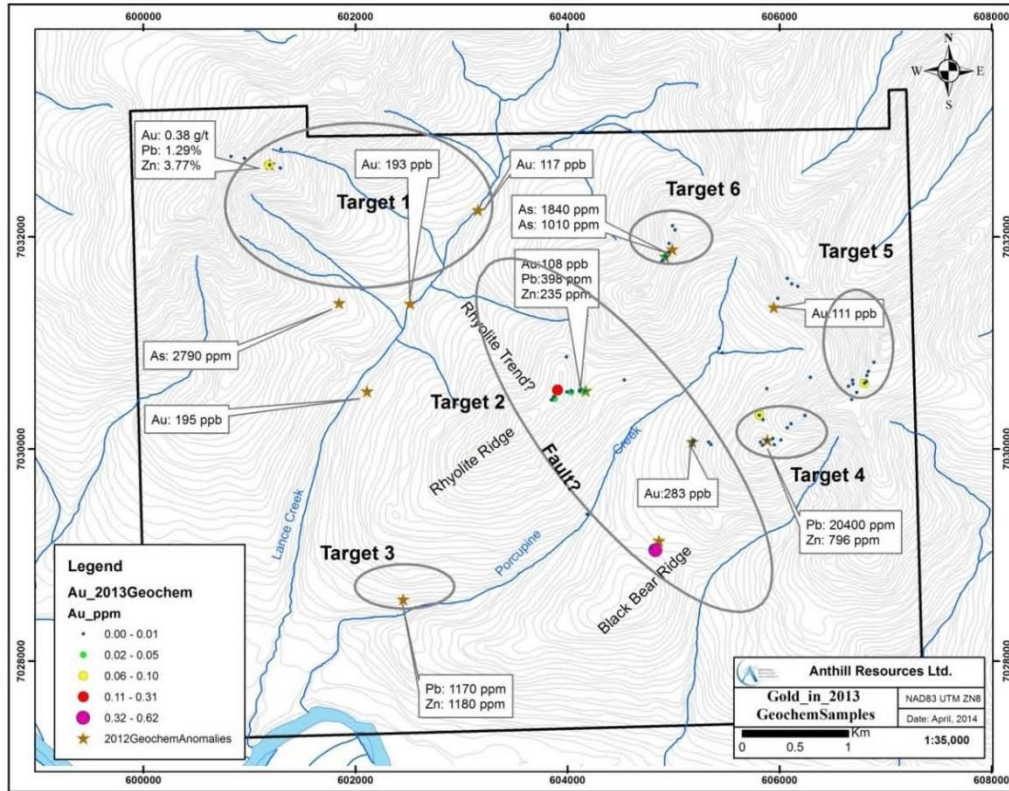 600000 602000 604000 606000 608000
N
W E
S
Au: 0.38 g/t
Pb: 1.29%
Zn: 3.77%
Au: 193 ppb
Au: 117 ppb
Target 1
Target 6
As: 1840 ppm
As: 1010 ppm
7032000
7032000
Target 5
Au:108 ppb
Pb:398 ppm
Zn:235 ppm
Au:111 ppb
As: 2790 ppm
Rhyolite Trend?
Target 2
Au: 195 ppb
7030000
7030000
Rhyolite Ridge
Fault?
Creek
Target 4
Au:283 ppb
Pb: 20400 ppm
Zn: 796 ppm
Lance Creek
Target 3
Porcupine
Black Bear Ridge
Pb: 1170 ppm
Zn: 1180 ppm
7028000
7028000
Legend
Au_2013Geochem
Au_ppm
0.00 - 0.01
0.02 - 0.05
0.06 - 0.10
0.11 - 0.31
0.32 - 0.62
2012GeochemAnomalies
Anthill Resources Ltd.
Gold_in_2013
GeochemSamples
NAD83 UTM ZN8
Date: April, 2014
Km
0 0.5 1
1:35,000
600000 602000 604000 606000 608000